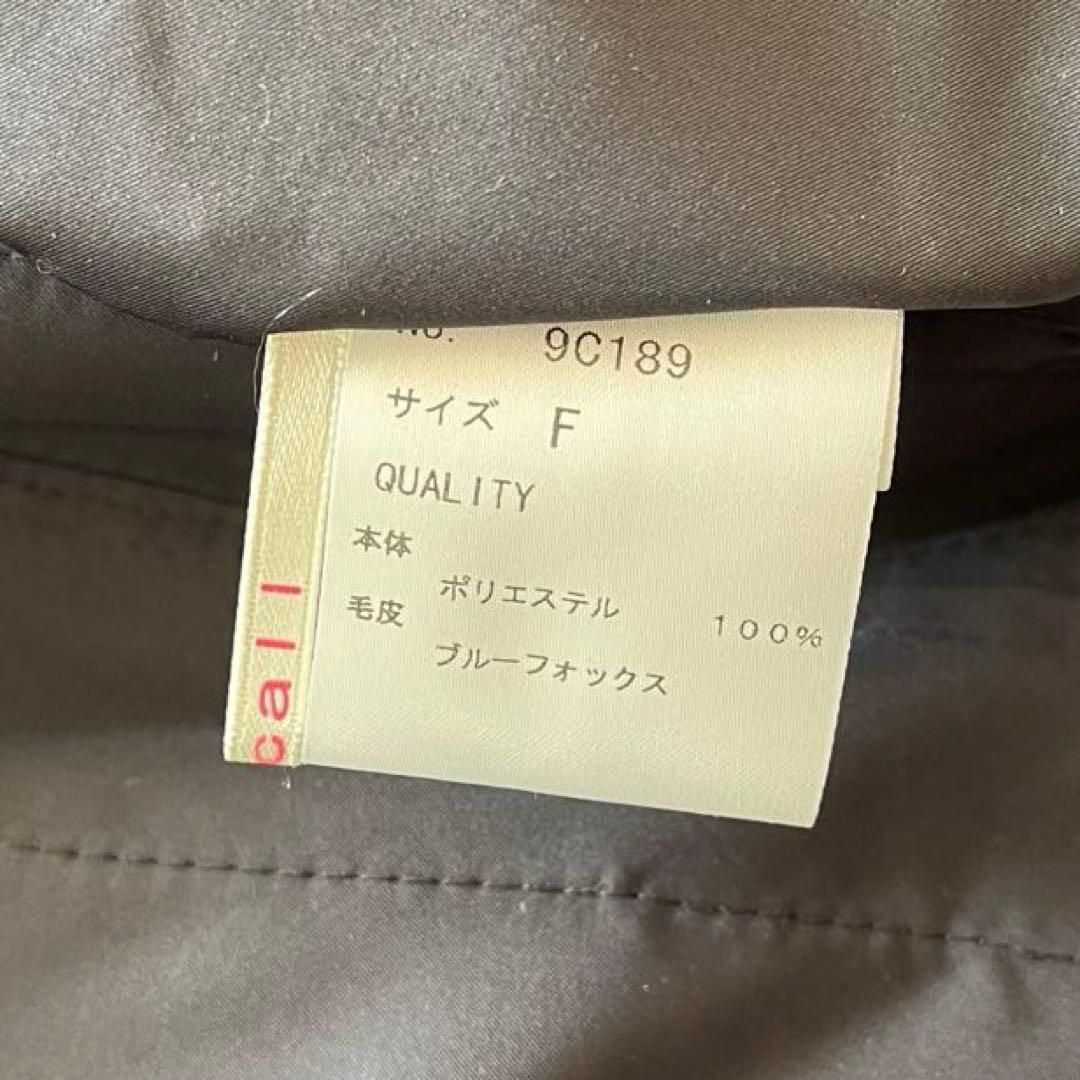 No. 9C189
サイズ F
QUALITY
本体
ポリエステル 100%
毛皮
ブルーフォックス
call